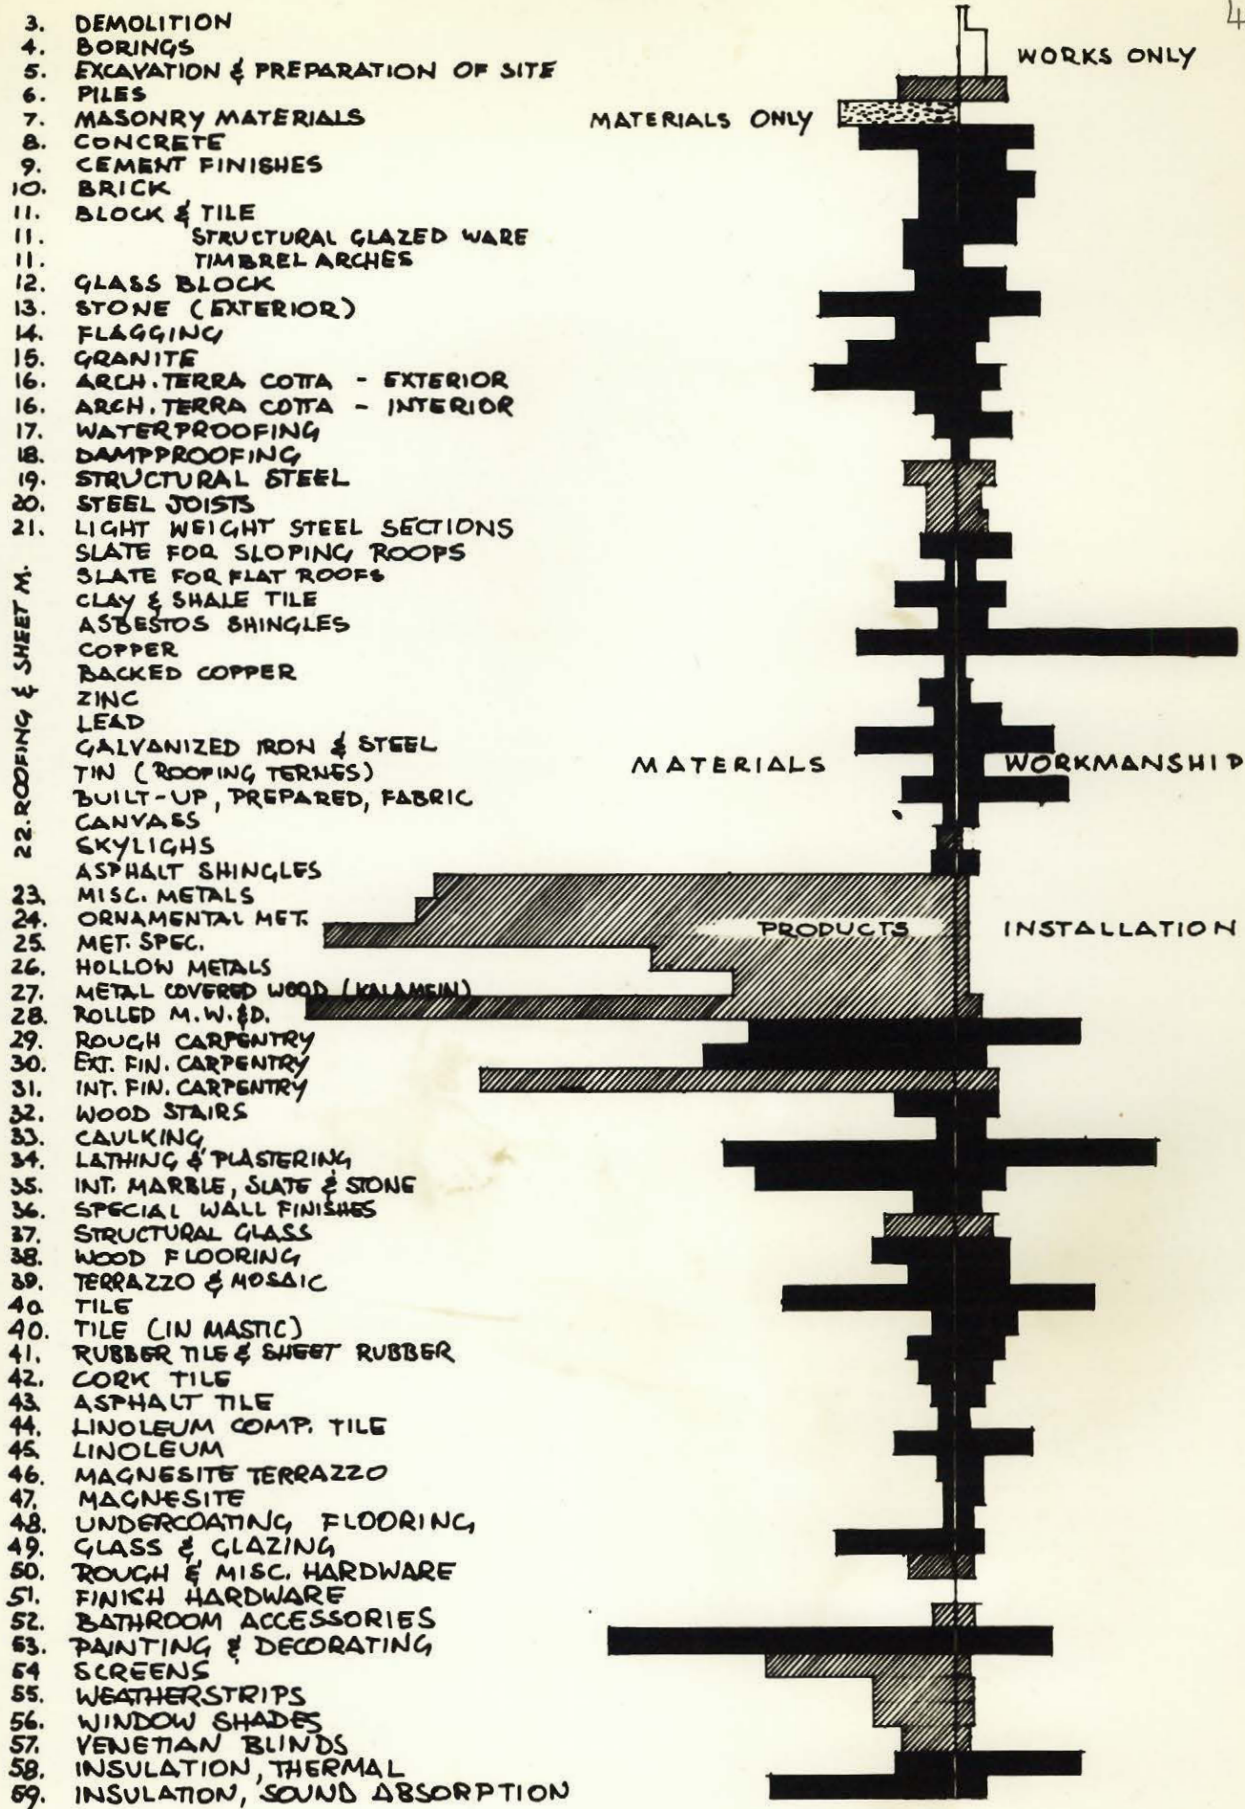 4
3. DEMOLITION
4. BORINGS
WORKS ONLY
5. EXCAVATION & PREPARATION OF SITE
6. PILES
7. MASONRY MATERIALS
MATERIALS ONLY
8. CONCRETE
9. CEMENT FINISHES
10. BRICK
11. BLOCK & TILE
11. STRUCTURAL GLAZED WARE
11. TIMBREL ARCHES
12. GLASS BLOCK
13. STONE (EXTERIOR)
14. FLAGGING
15. GRANITE
16. ARCH. TERRA COTTA - EXTERIOR
16. ARCH. TERRA COTTA - INTERIOR
17. WATERPROOFING
18. DAMPPROOFING
19. STRUCTURAL STEEL
20. STEEL JOISTS
21. LIGHT WEIGHT STEEL SECTIONS
22. ROOFING & SHEET M.
SLATE FOR SLOPING ROOFS
SLATE FOR FLAT ROOFS
CLAY & SHALE TILE
ASBESTOS SHINGLES
COPPER
BACKED COPPER
ZINC
LEAD
GALVANIZED IRON & STEEL
TIN (ROOFING TERNES)
MATERIALS WORKMANSHIP
BUILT-UP, PREPARED, FABRIC
CANVASS
SKYLIGHS
ASPHALT SHINGLES
23. MISC. METALS
24. ORNAMENTAL MET.
PRODUCTS INSTALLATION
25. MET. SPEC.
26. HOLLOW METALS
27. METAL COVERED WOOD (KALAMEIN)
28. ROLLED M.W.&D.
29. ROUGH CARPENTRY
30. EXT. FIN. CARPENTRY
31. INT. FIN. CARPENTRY
32. WOOD STAIRS
33. CAULKING
34. LATHING & PLASTERING
35. INT. MARBLE, SLATE & STONE
36. SPECIAL WALL FINISHES
37. STRUCTURAL GLASS
38. WOOD FLOORING
39. TERRAZZO & MOSAIC
40 TILE
40. TILE (IN MASTIC)
41. RUBBER TILE & SHEET RUBBER
42. CORK TILE
43. ASPHALT TILE
44. LINOLEUM COMP. TILE
45. LINOLEUM
46. MAGNESITE TERRAZZO
47. MAGNESITE
48. UNDERCOATING FLOORING
49. GLASS & GLAZING
50. ROUGH & MISC. HARDWARE
51. FINISH HARDWARE
52. BATHROOM ACCESSORIES
53. PAINTING & DECORATING
54 SCREENS
55. WEATHERSTRIPS
56. WINDOW SHADES
57. VENETIAN BLINDS
58. INSULATION, THERMAL
59. INSULATION, SOUND ABSORPTION